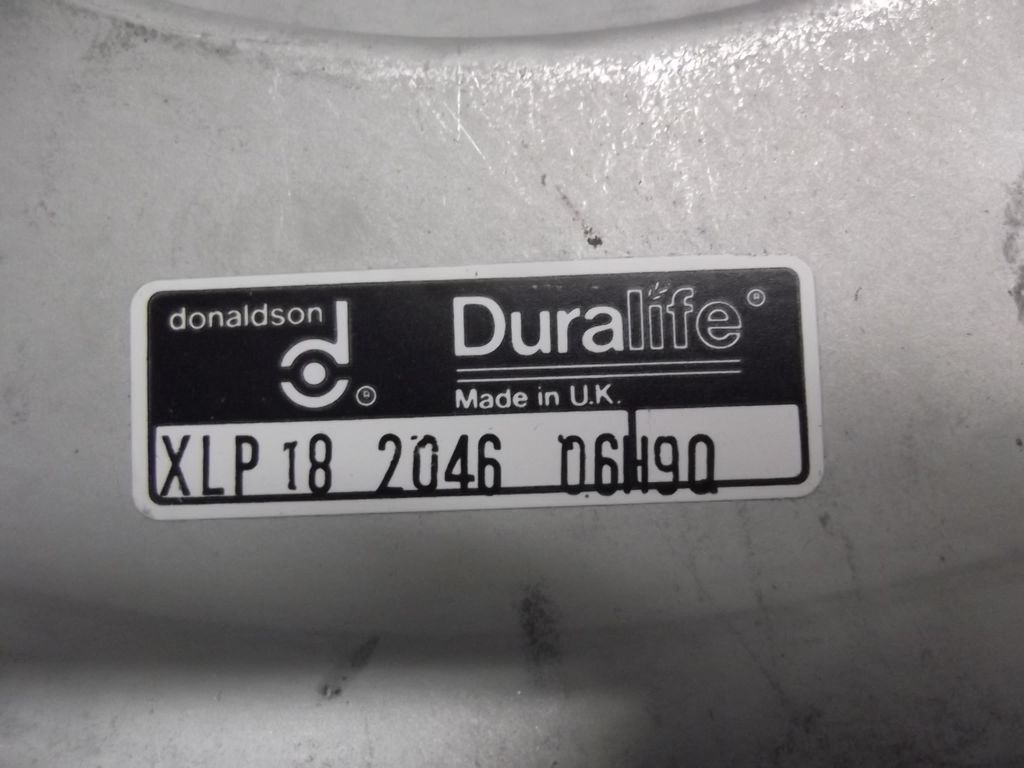 donaldson
Duralife®
®
Made in U.K.
XLP 18 2046 06H90